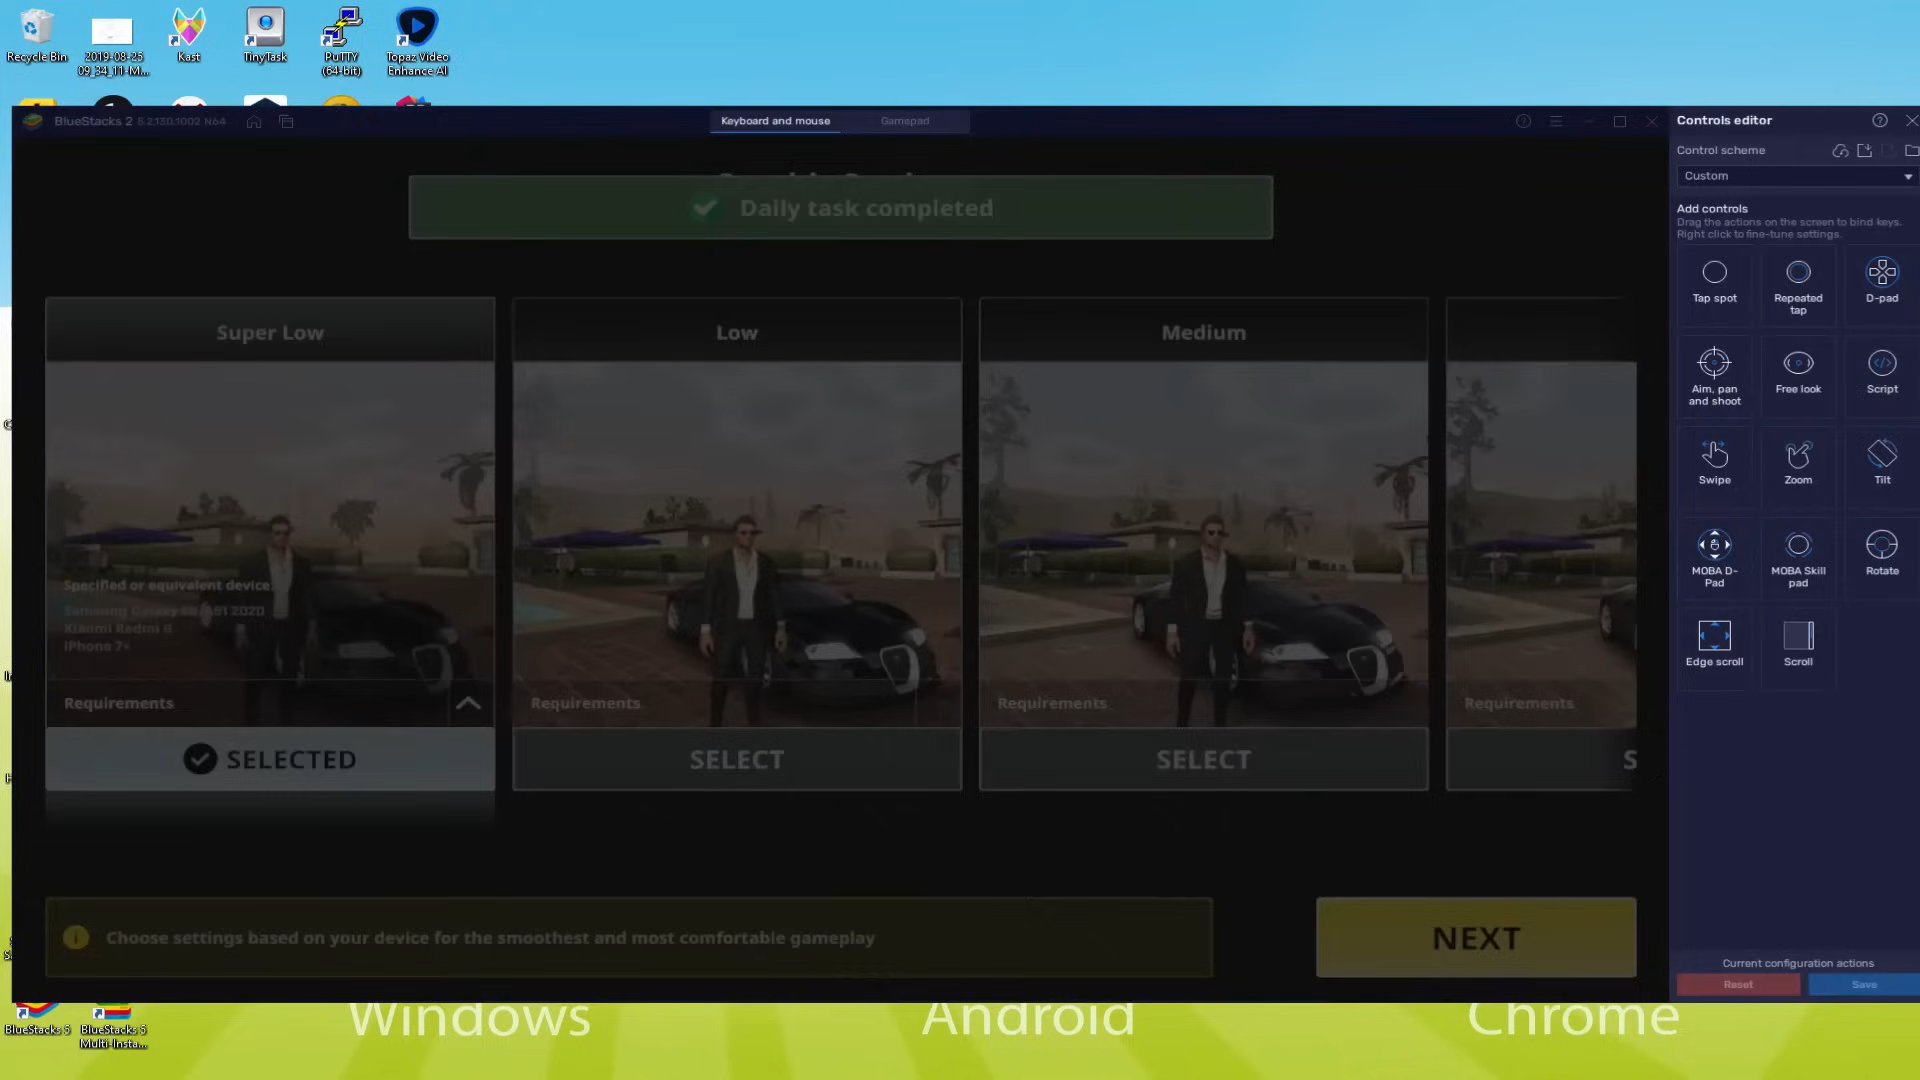 Recycle Bin
2019-08-25
09_34_11-M...
Kast
TinyTask
PuTTY
(64-bit)
Topaz Video
Enhance AI
BlueStacks 2 5.2.130.1002 N64
Keyboard and mouse
Gamepad
Controls editor
Control scheme
Custom
Add controls
Drag the actions on the screen to bind keys.
Right click to fine-tune settings.
Tap spot
Repeated
tap
D-pad
Aim, pan
and shoot
Free look
Script
Swipe
Zoom
Tilt
MOBA D-
Pad
MOBA Skill
pad
Rotate
Edge scroll
Scroll
Current configuration actions
Reset
Save
Daily task completed
Super Low
Low
Medium
Specified or equivalent device:
Xiaomi Redmi 8
iPhone 7+
Requirements
Requirements
Requirements
Requirements
SELECTED
SELECT
SELECT
S
Choose settings based on your device for the smoothest and most comfortable gameplay
NEXT
BlueStacks 5
BlueStacks 5
Multi-Insta...
Windows
Android
Chrome